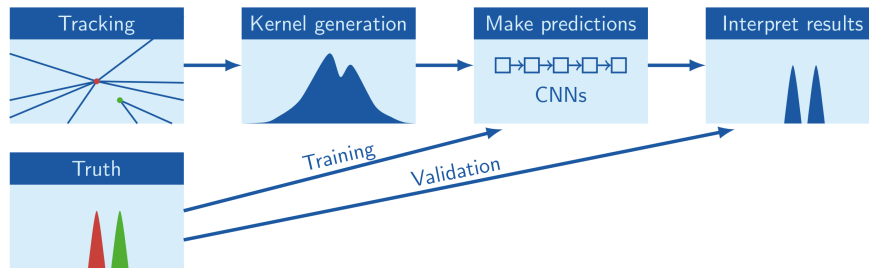 Tracking
Kernel generation
Make predictions
Interpret results
CNNs
Training
Truth
Validation